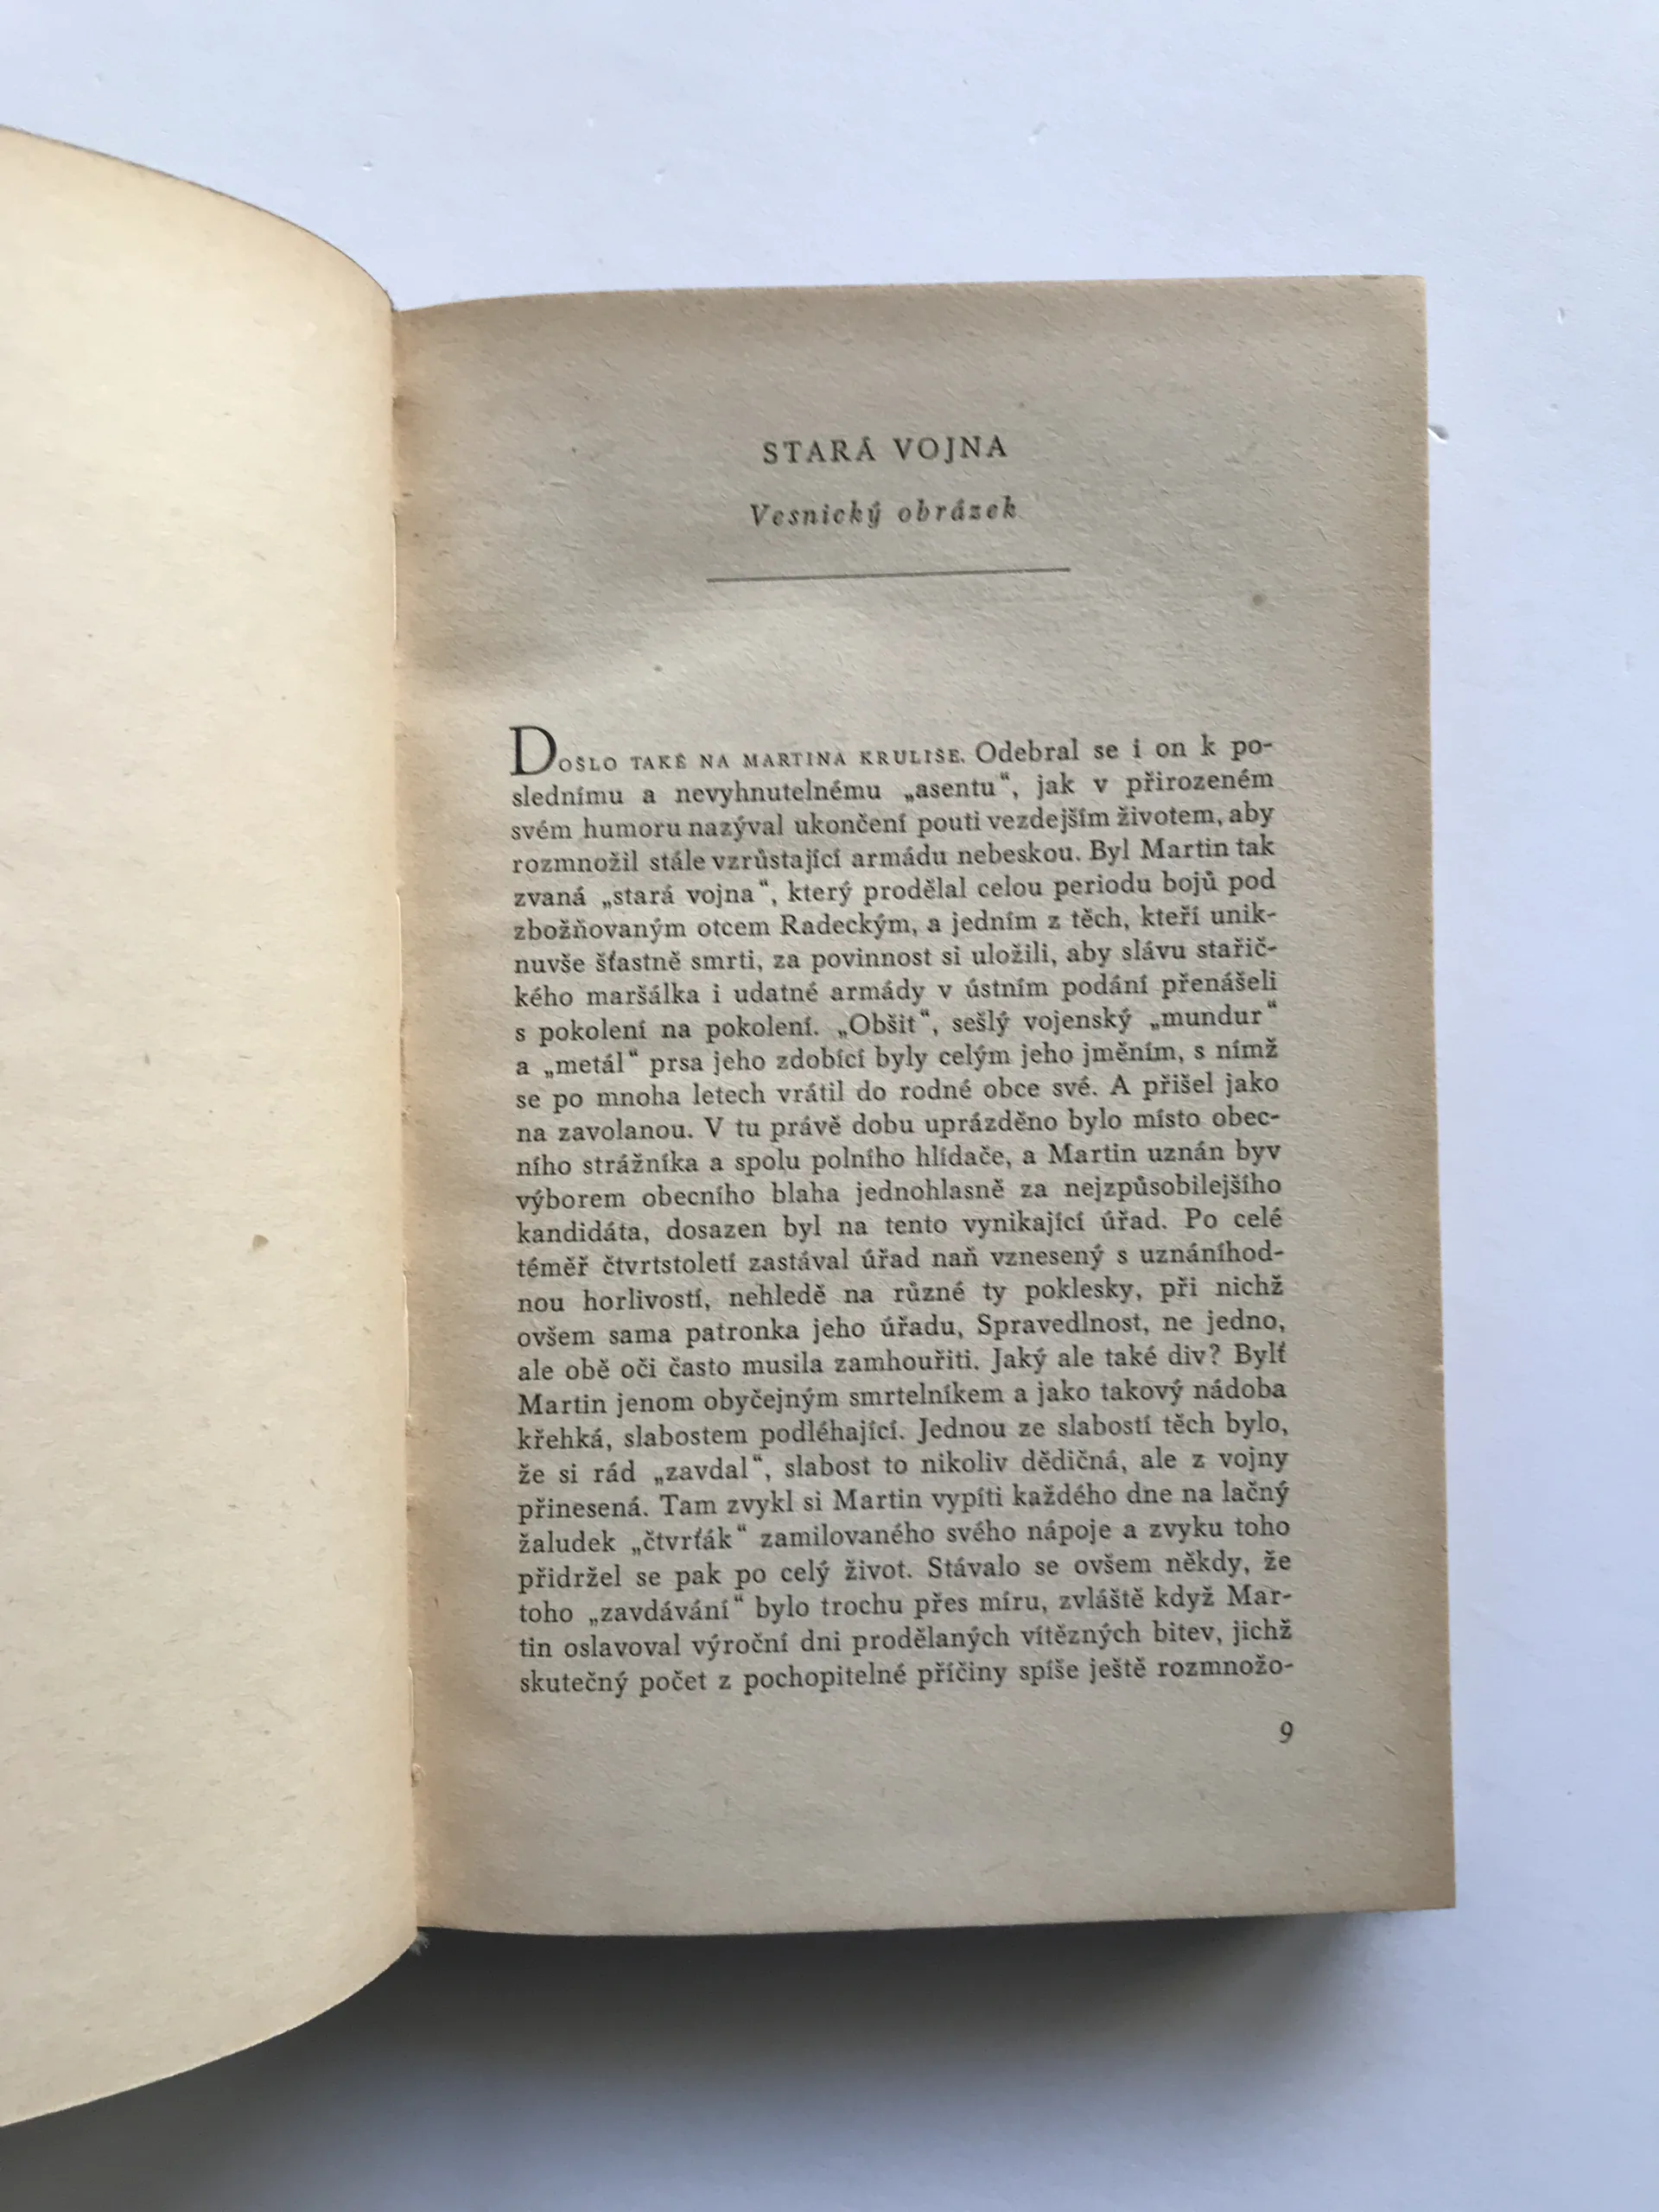 STARÁ VOJNA
Vesnický obrázek
DOŠLO TAKÉ NA MARTINA KRULIŠE. Odebral se i on k po-
slednímu a nevyhnutelnému „asentu“, jak v přirozeném
svém humoru nazýval ukončení pouti vezdejším životem, aby
rozmnožil stále vzrůstající armádu nebeskou. Byl Martin tak
zvaná „stará vojna“, který prodělal celou periodu bojů pod
zbožňovaným otcem Radeckým, a jedním z těch, kteří unik-
nuvše šťastně smrti, za povinnost si uložili, aby slávu stařič-
kého maršálka i udatné armády v ústním podání přenášeli
s pokolení na pokolení. „Obšit“, sešlý vojenský „mundur“
a „metál“ prsa jeho zdobící byly celým jeho jměním, s nímž
se po mnoha letech vrátil do rodné obce své. A přišel jako
na zavolanou. V tu právě dobu uprázděno bylo místo obec-
ního strážníka a spolu polního hlídače, a Martin uznán byv
výborem obecního blaha jednohlasně za nejzpůsobilejšího
kandidáta, dosazen byl na tento vynikající úřad. Po celé
téměř čtvrtstoletí zastával úřad naň vznesený s uznáníhod-
nou horlivostí, nehledě na různé ty poklesky, při nichž
ovšem sama patronka jeho úřadu, Spravedlnost, ne jedno,
ale obě oči často musila zamhouřiti. Jaký ale také div? Bylť
Martin jenom obyčejným smrtelníkem a jako takový nádoba
křehká, slabostem podléhající. Jednou ze slabostí těch bylo,
že si rád „zavdal“, slabost to nikoliv dědičná, ale z vojny
přinesená. Tam zvykl si Martin vypíti každého dne na lačný
žaludek „čtvrťák“ zamilovaného svého nápoje a zvyku toho
přidržel se pak po celý život. Stávalo se ovšem někdy, že
toho „zavdávání“ bylo trochu přes míru, zvláště když Mar-
tin oslavoval výroční dni prodělaných vítězných bitev, jichž
skutečný počet z pochopitelné příčiny spíše ještě rozmnožo-
9